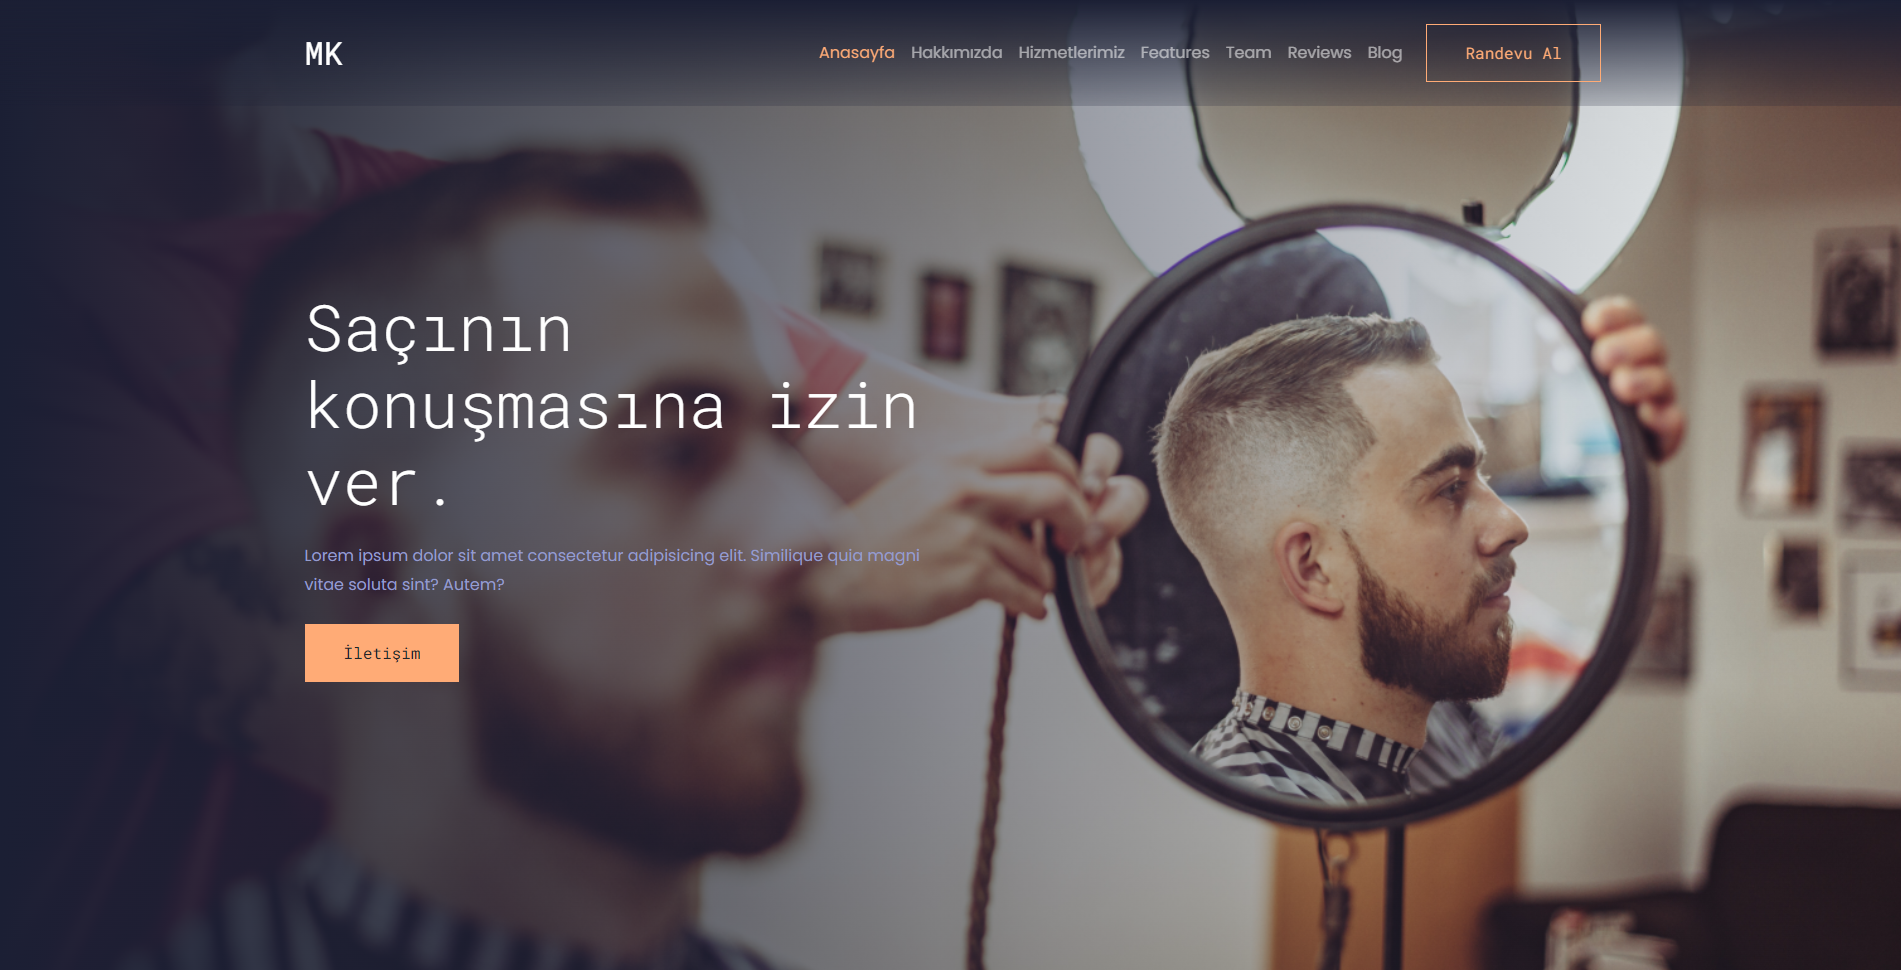 MK
Anasayfa Hakkımızda Hizmetlerimiz Features Team Reviews Blog Randevu Al
Saçının
konuşmasına izin
ver.
Lorem ipsum dolor sit amet consectetur adipisicing elit. Similique quia magni
vitae soluta sint? Autem?
İletişim